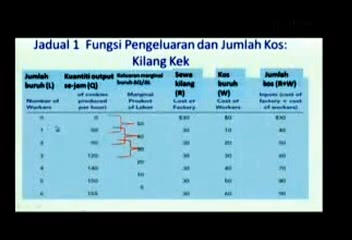 Jadual 1 Fungsi Pengeluaran dan Jumlah Kos:
Kilang Kek
Jumlah buruh (L) Kuantiti output se-jam (Q) Keluaran marginal buruh ΔQ/ΔL Sewa kilang (R) Kos buruh (W) Jumlah kos (R+W)
Number of Workers of cookies produced per hour) Marginal Product of Labor Cost of Factory Cost of Workers Inputs (cost of factory + cost of workers)
0 0 $30 $0 $30
50
1 50 30 10 40
40
2 90 30 20 50
30
3 120 30 30 60
20
4 140 30 40 70
10
5 150 30 50 80
5
6 155 30 60 90